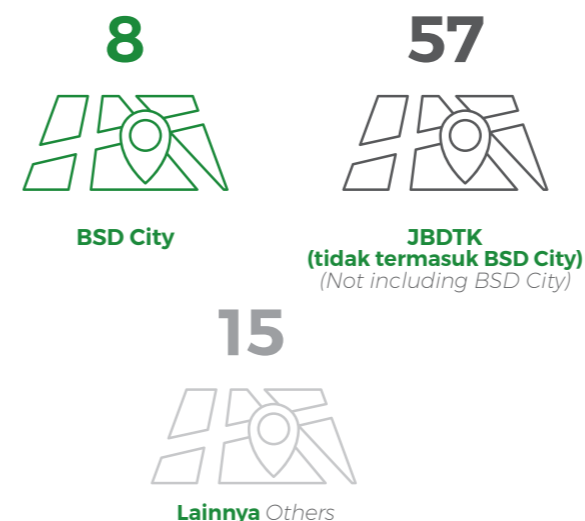 8
57
BSD City
JBDTK
(tidak termasuk BSD City)
(Not including BSD City)
15
Lainnya Others